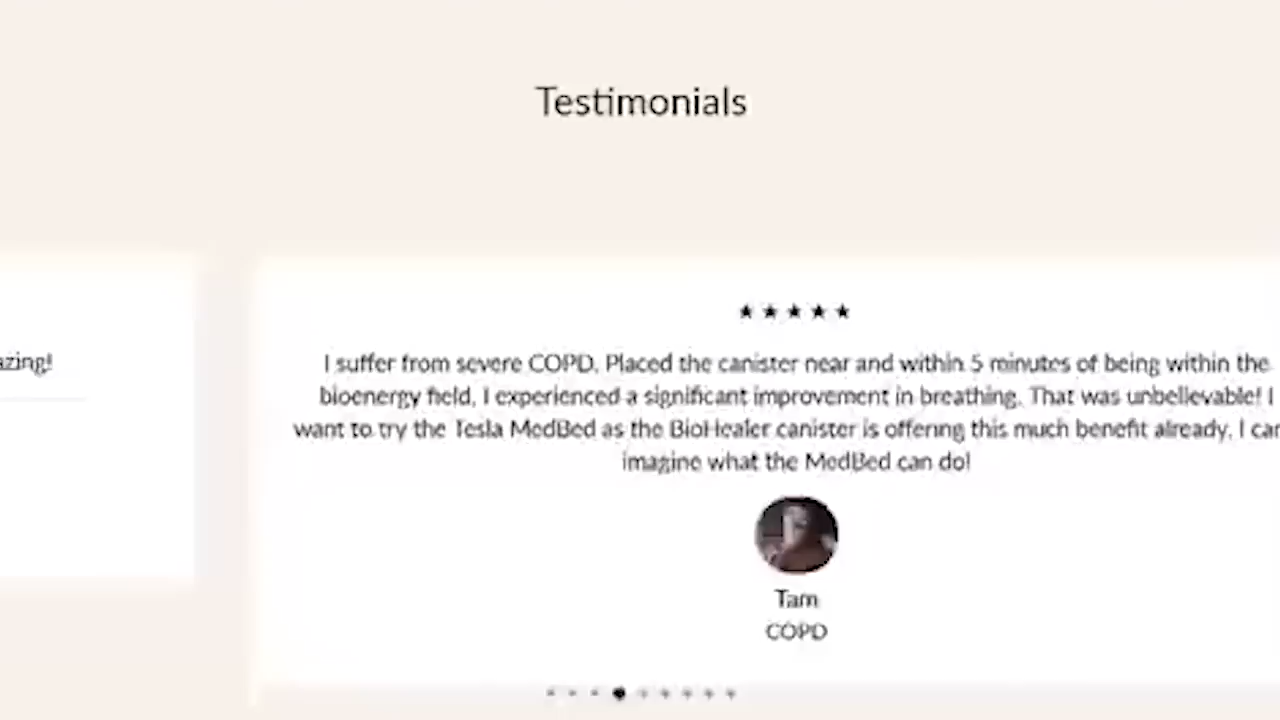 Testimonials
azing!
★★★★★
I suffer from severe COPD. Placed the canister near and within 5 minutes of being within the
bioenergy field, I experienced a significant improvement in breathing. That was unbelievable! I
want to try the Tesla MedBed as the BioHealer canister is offering this much benefit already. I can
imagine what the MedBed can do!
Tam
COPD